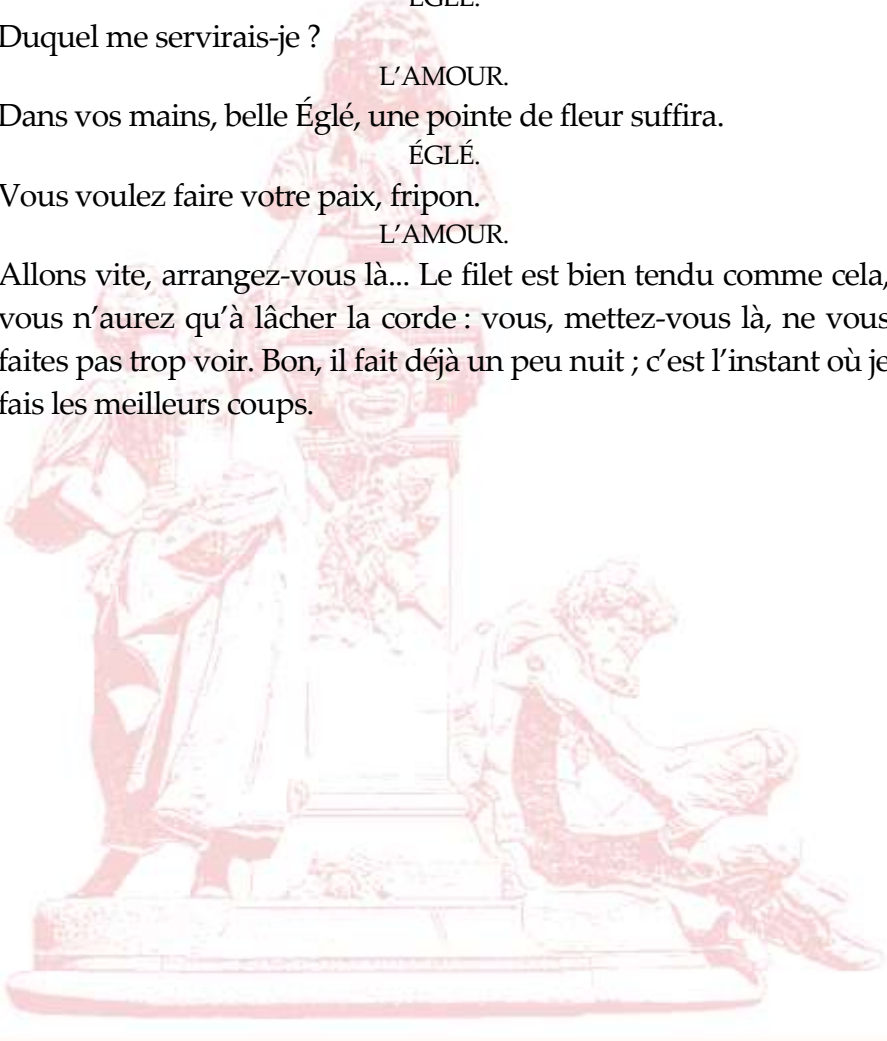 ÉGLÉ.
Duquel me servirais-je ?
L’AMOUR.
Dans vos mains, belle Églé, une pointe de fleur suffira.
ÉGLÉ.
Vous voulez faire votre paix, fripon.
L’AMOUR.
Allons vite, arrangez-vous là... Le filet est bien tendu comme cela,
vous n’aurez qu’à lâcher la corde : vous, mettez-vous là, ne vous
faites pas trop voir. Bon, il fait déjà un peu nuit ; c’est l’instant où je
fais les meilleurs coups.